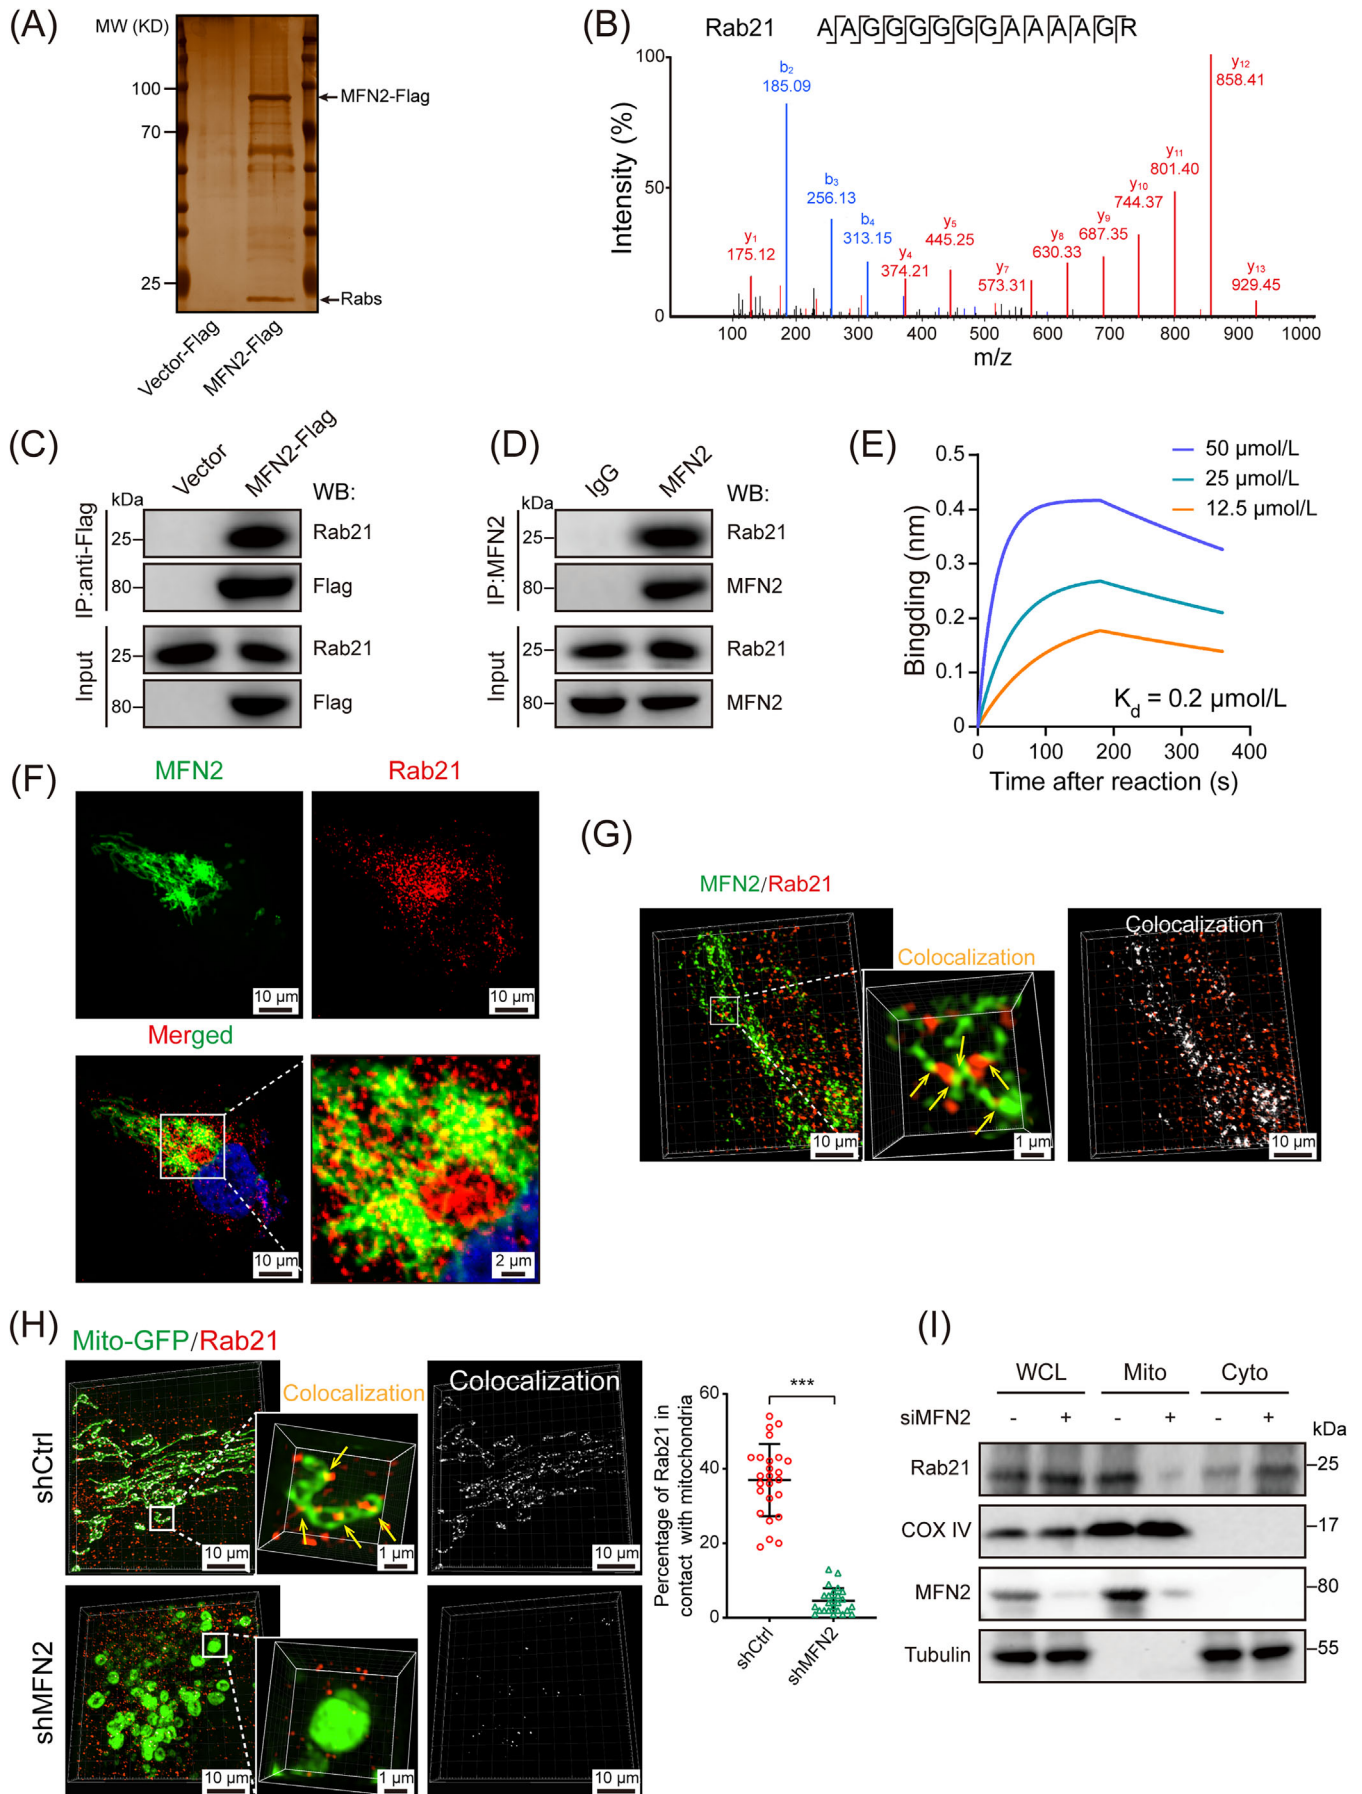 (A)
MW (KD)
100
70
25
MFN2-Flag
Rabs
Vector-Flag
MFN2-Flag
(B)
Rab21 AAGGGGGGAAAAGR
Intensity (%)
100
50
0
b2
185.09
b3
256.13
b4
313.15
y1
175.12
y4
374.21
y5
445.25
y7
573.31
y8
630.33
y9
687.35
y10
744.37
y11
801.40
y12
858.41
y13
929.45
100 200 300 400 500 600 700 800 900 1000
m/z
(C)
Vector
MFN2-Flag
kDa
WB:
IP:anti-Flag
25
Rab21
80
Flag
Input
25
Rab21
80
Flag
(D)
IgG
MFN2
kDa
WB:
IP:MFN2
25
Rab21
80
MFN2
Input
25
Rab21
80
MFN2
(E)
Bingding (nm)
0.5
0.4
0.3
0.2
0.1
0
50 µmol/L
25 µmol/L
12.5 µmol/L
Kd = 0.2 µmol/L
0 100 200 300 400
Time after reaction (s)
(F)
MFN2
Rab21
10 µm
10 µm
Merged
10 µm
2 µm
(G)
MFN2/Rab21
Colocalization
Colocalization
10 µm
1 µm
10 µm
(H)
Mito-GFP/Rab21
shCtrl
Colocalization
Colocalization
10 µm
1 µm
10 µm
shMFN2
10 µm
1 µm
10 µm
Percentage of Rab21 in
contact with mitochondria
60
40
20
0
***
shCtrl
shMFN2
(I)
WCL Mito Cyto
siMFN2 - + - + - +
kDa
Rab21 25
COX IV 17
MFN2 80
Tubulin 55